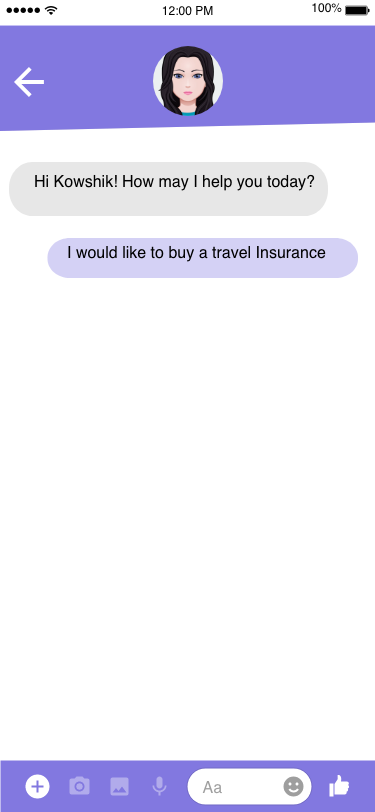 12:00 PM
100%
Hi Kowshik! How may I help you today?
I would like to buy a travel Insurance
Aa